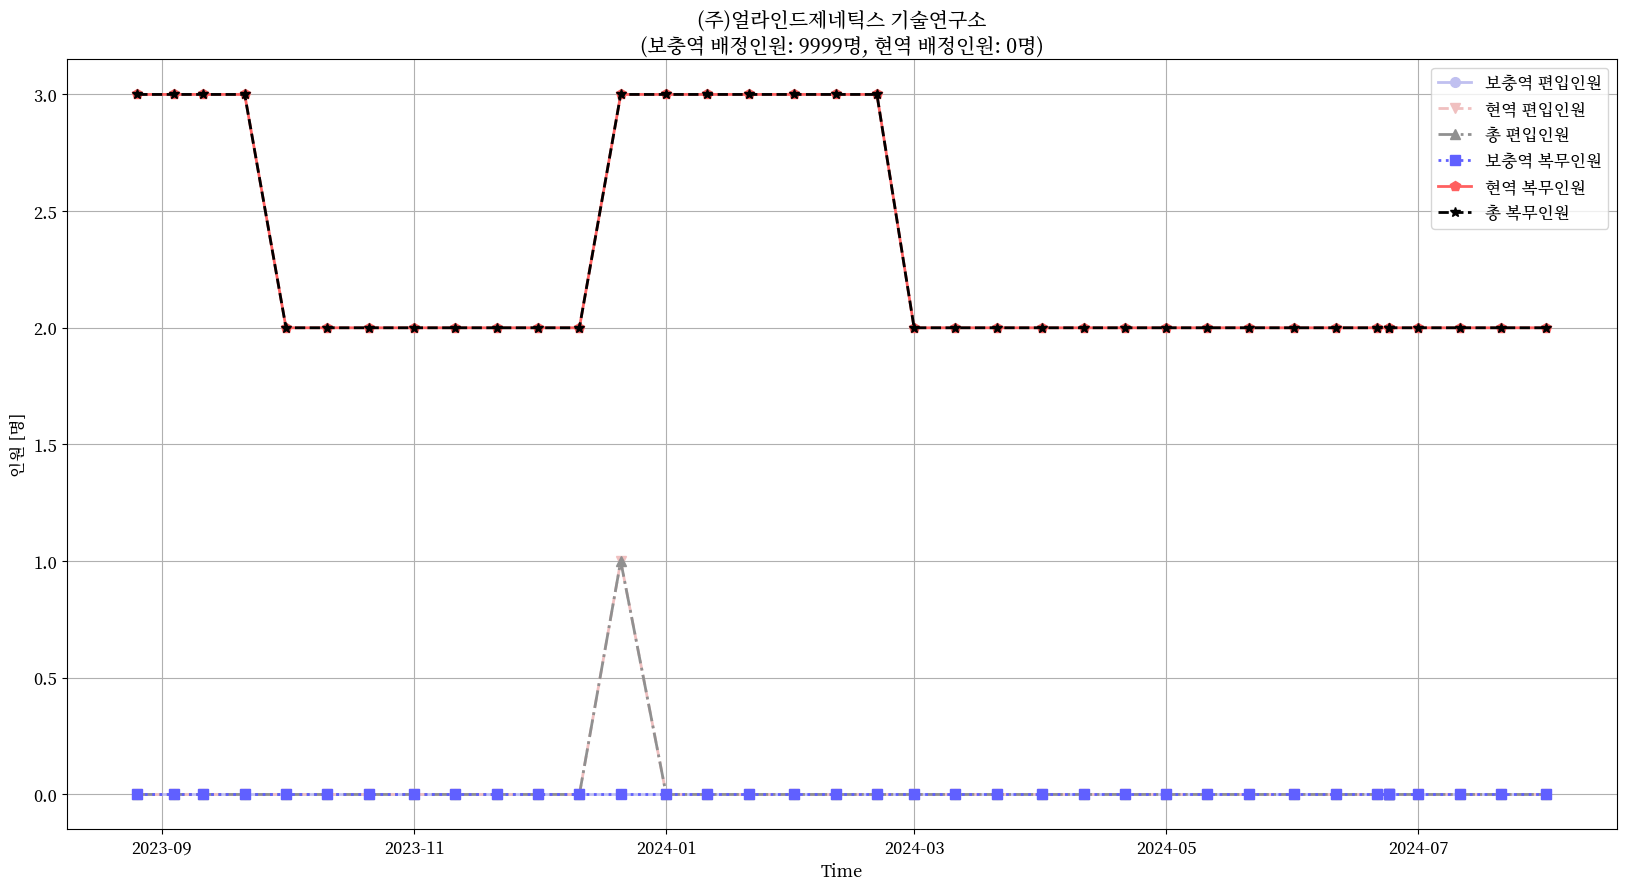 (주)얼라인드제네틱스 기술연구소
(보충역 배정인원: 9999명, 현역 배정인원: 0명)
보충역 편입인원
현역 편입인원
총 편입인원
보충역 복무인원
현역 복무인원
총 복무인원
인원 [명]
3.0
2.5
2.0
1.5
1.0
0.5
0.0
2023-09
2023-11
2024-01
2024-03
2024-05
2024-07
Time